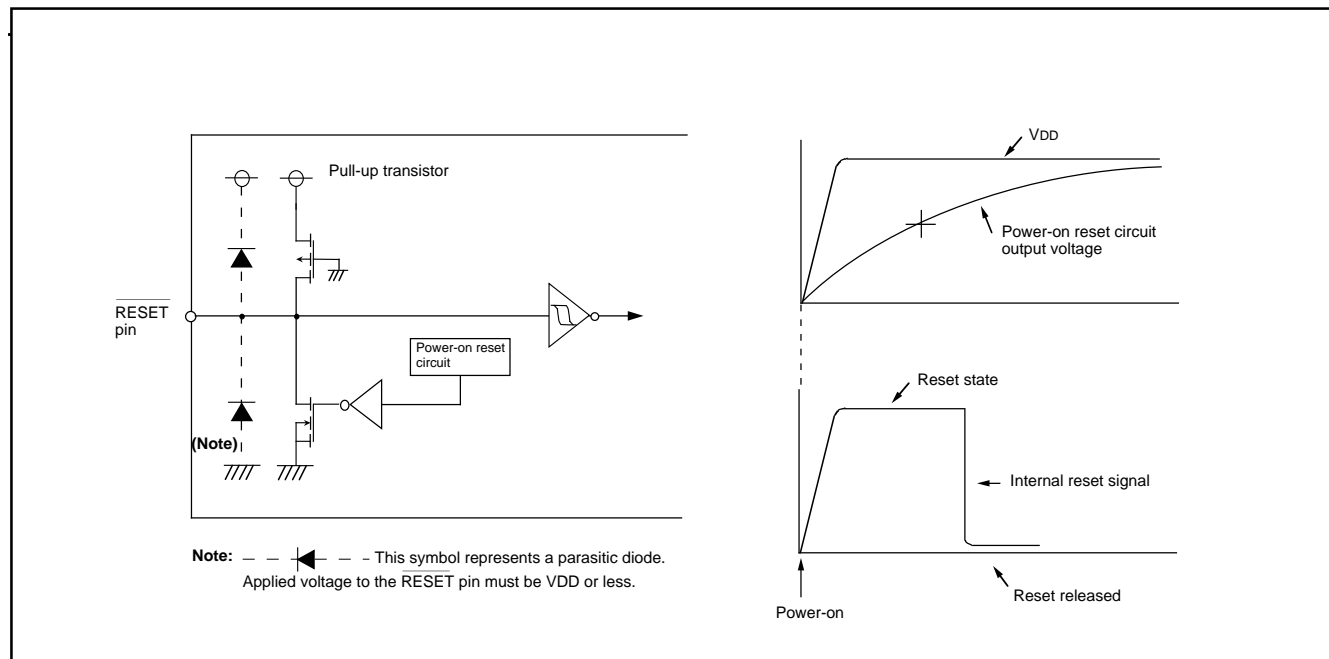 Pull-up transistor
RESET
pin
Power-on reset
circuit
(Note)
Note: This symbol represents a parasitic diode.
Applied voltage to the RESET pin must be VDD or less.
VDD
Power-on reset circuit
output voltage
Reset state
Internal reset signal
Reset released
Power-on